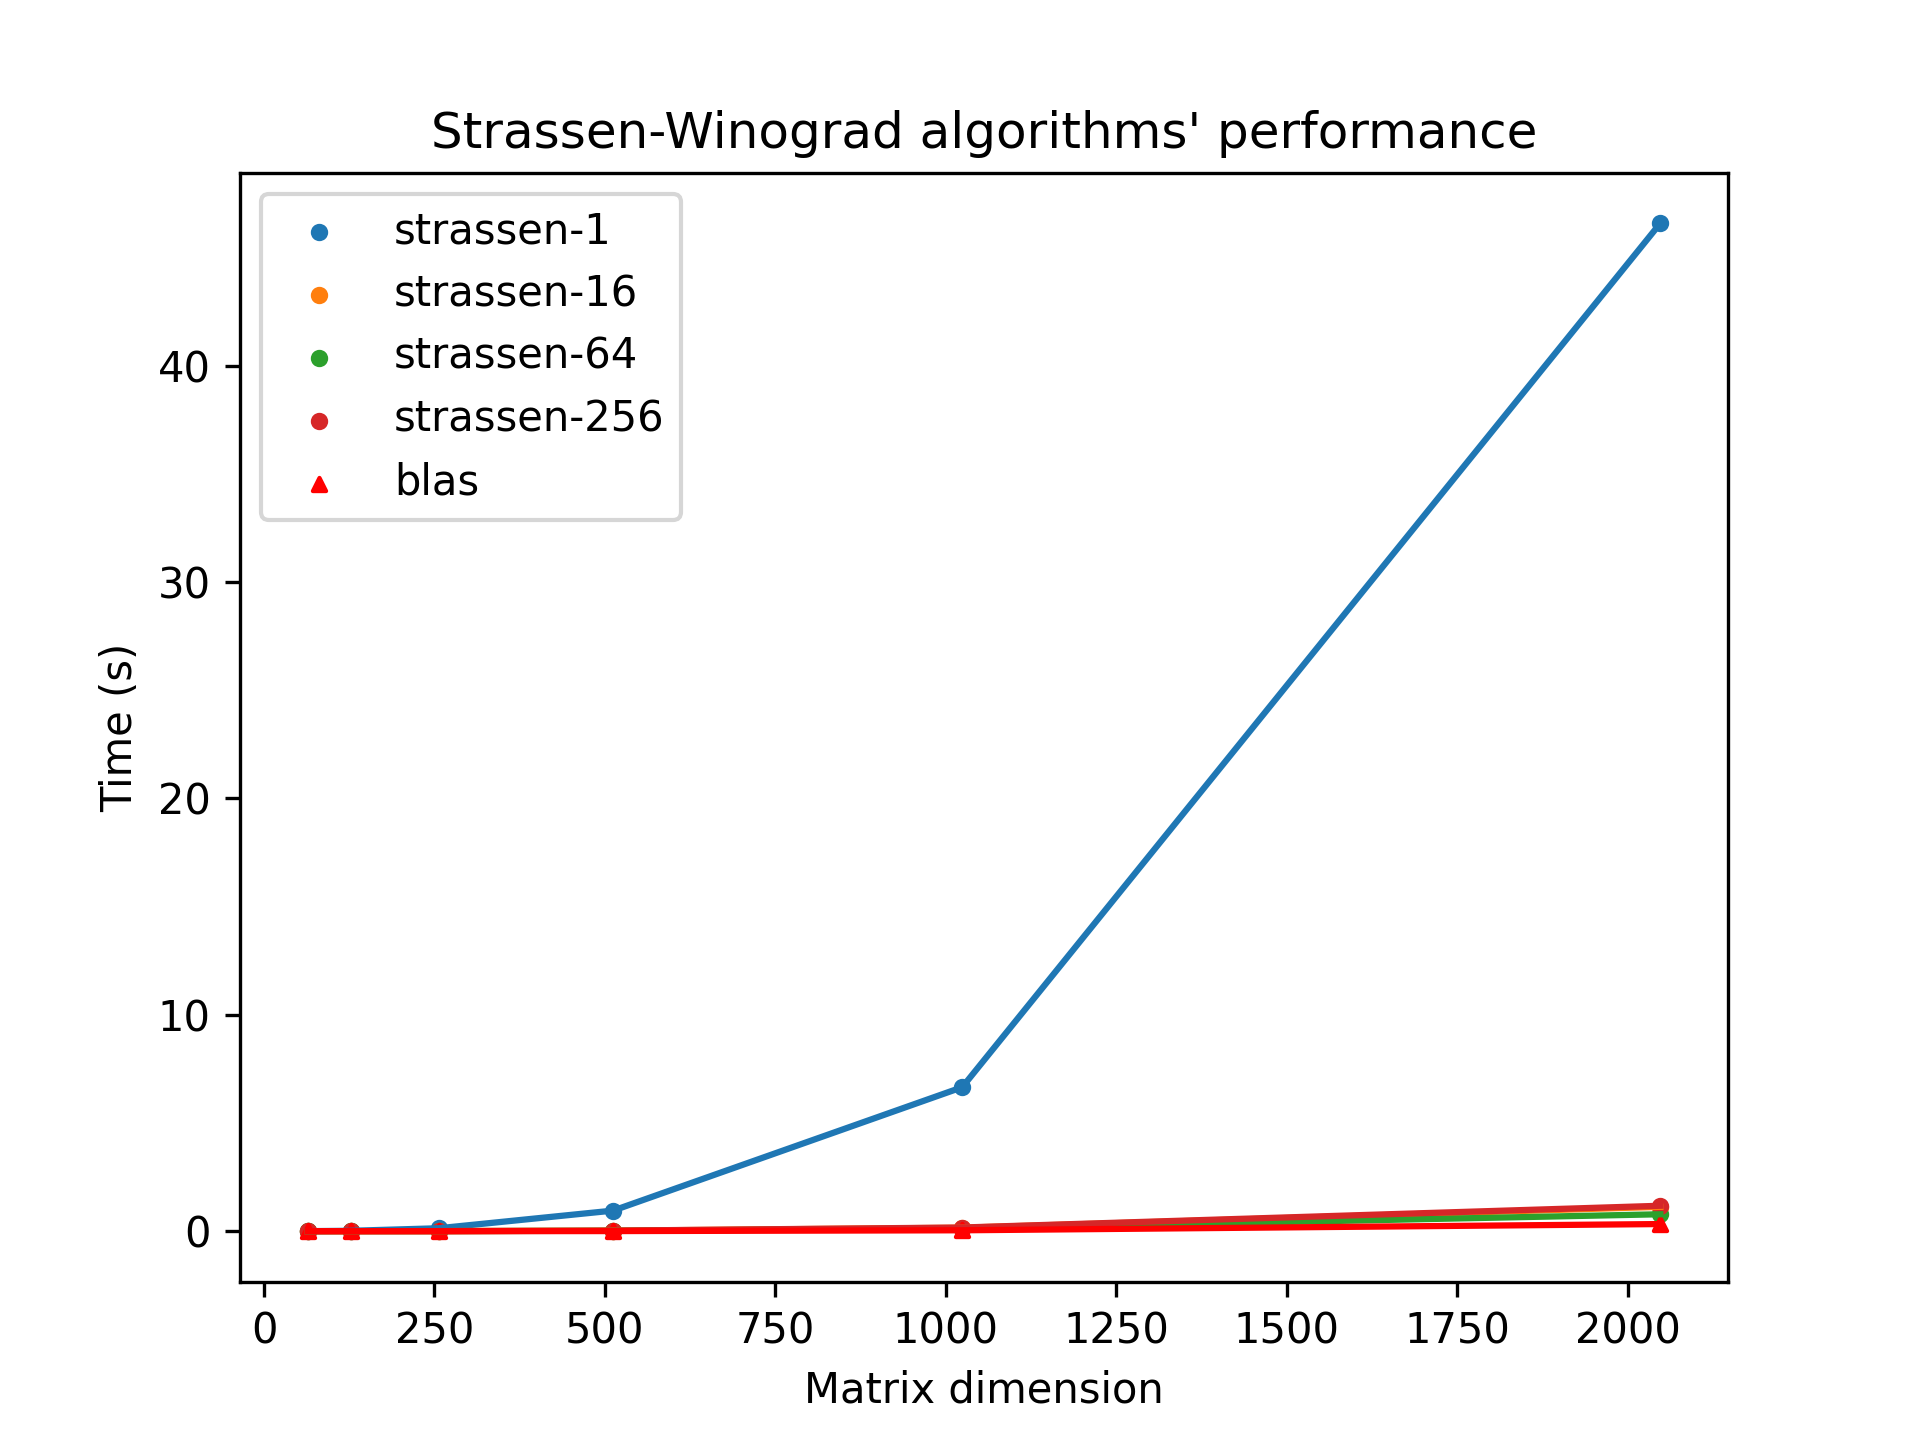 Strassen-Winograd algorithms' performance
strassen-1
strassen-16
strassen-64
strassen-256
blas
40
30
20
10
0
Time (s)
0 250 500 750 1000 1250 1500 1750 2000
Matrix dimension